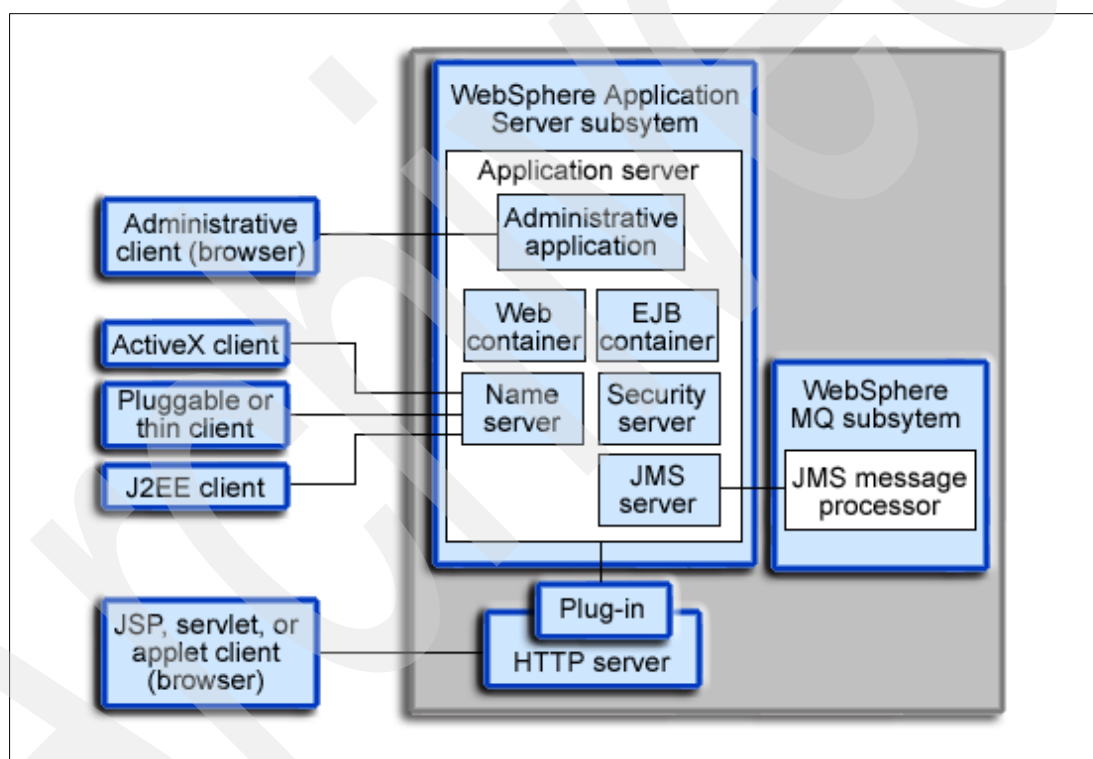 WebSphere Application
Server subsytem
Application server
Administrative
application
Administrative
client (browser)
Web
container
EJB
container
ActiveX client
Pluggable or
thin client
J2EE client
Name
server
Security
server
JMS
server
WebSphere
MQ subsytem
JMS message
processor
Plug-in
HTTP server
JSP, servlet, or
applet client
(browser)